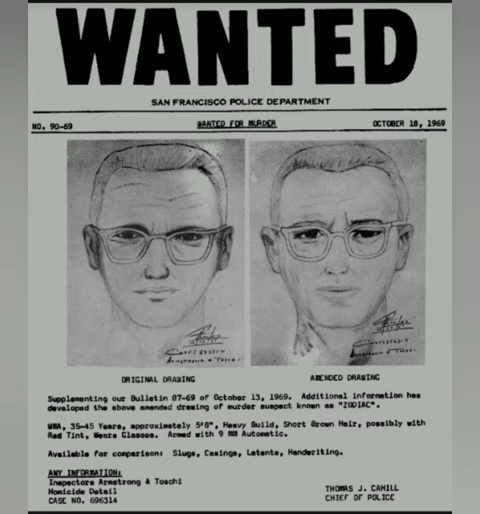 WANTED
SAN FRANCISCO POLICE DEPARTMENT
NO. 90-69 WANTED FOR MURDER OCTOBER 18, 1969
ORIGINAL DRAWING AMENDED DRAWING
Supplementing our Bulletin 87-69 of October 13, 1969. Additional information has
developed the above amended drawing of murder suspect known as "ZODIAC".
WMA, 35-45 Years, approximately 5'8", Heavy Build, Short Brown Hair, possibly with
Red Tint, Wears Glasses. Armed with 9 MM Automatic.
Available for comparison: Slugs, Casings, Latents, Handwriting.
ANY INFORMATION:
Inspectors Armstrong & Toschi
Homicide Detail
CASE NO. 696314
THOMAS J. CAHILL
CHIEF OF POLICE